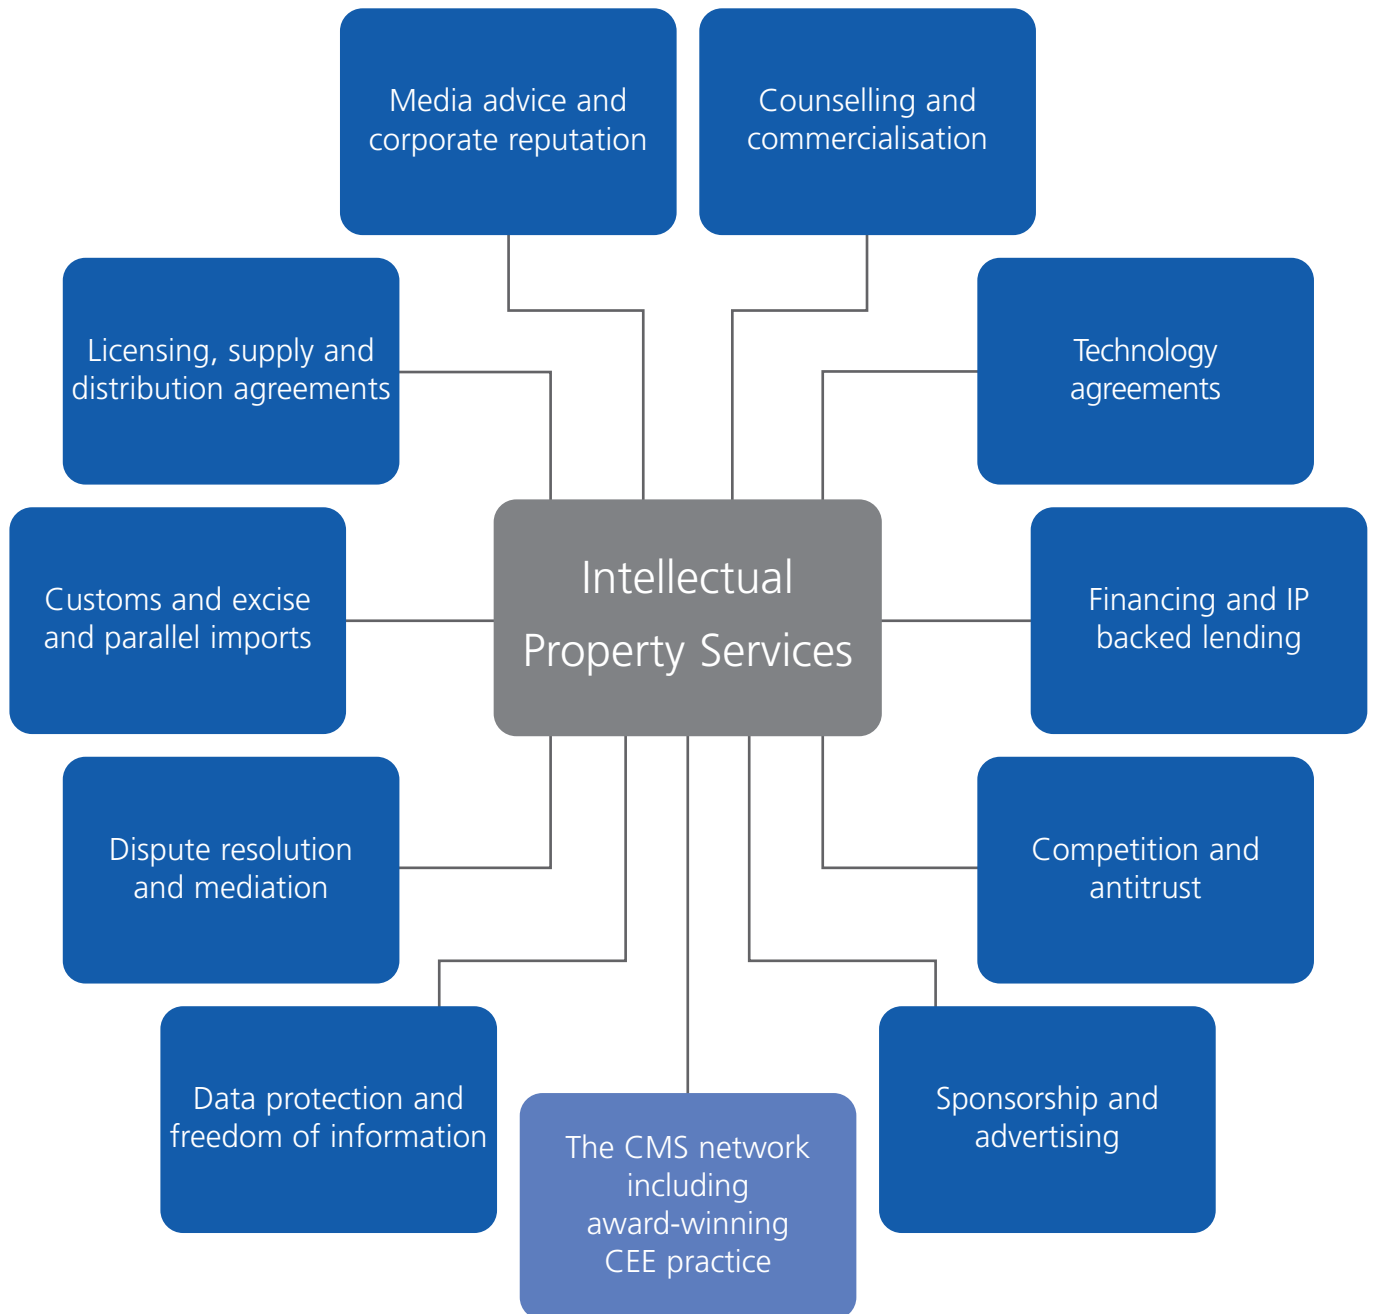 Media advice and
corporate reputation
Counselling and
commercialisation
Licensing, supply and
distribution agreements
Technology
agreements
Customs and excise
and parallel imports
Intellectual
Property Services
Financing and IP
backed lending
Dispute resolution
and mediation
Competition and
antitrust
Data protection and
freedom of information
The CMS network
including
award-winning
CEE practice
Sponsorship and
advertising